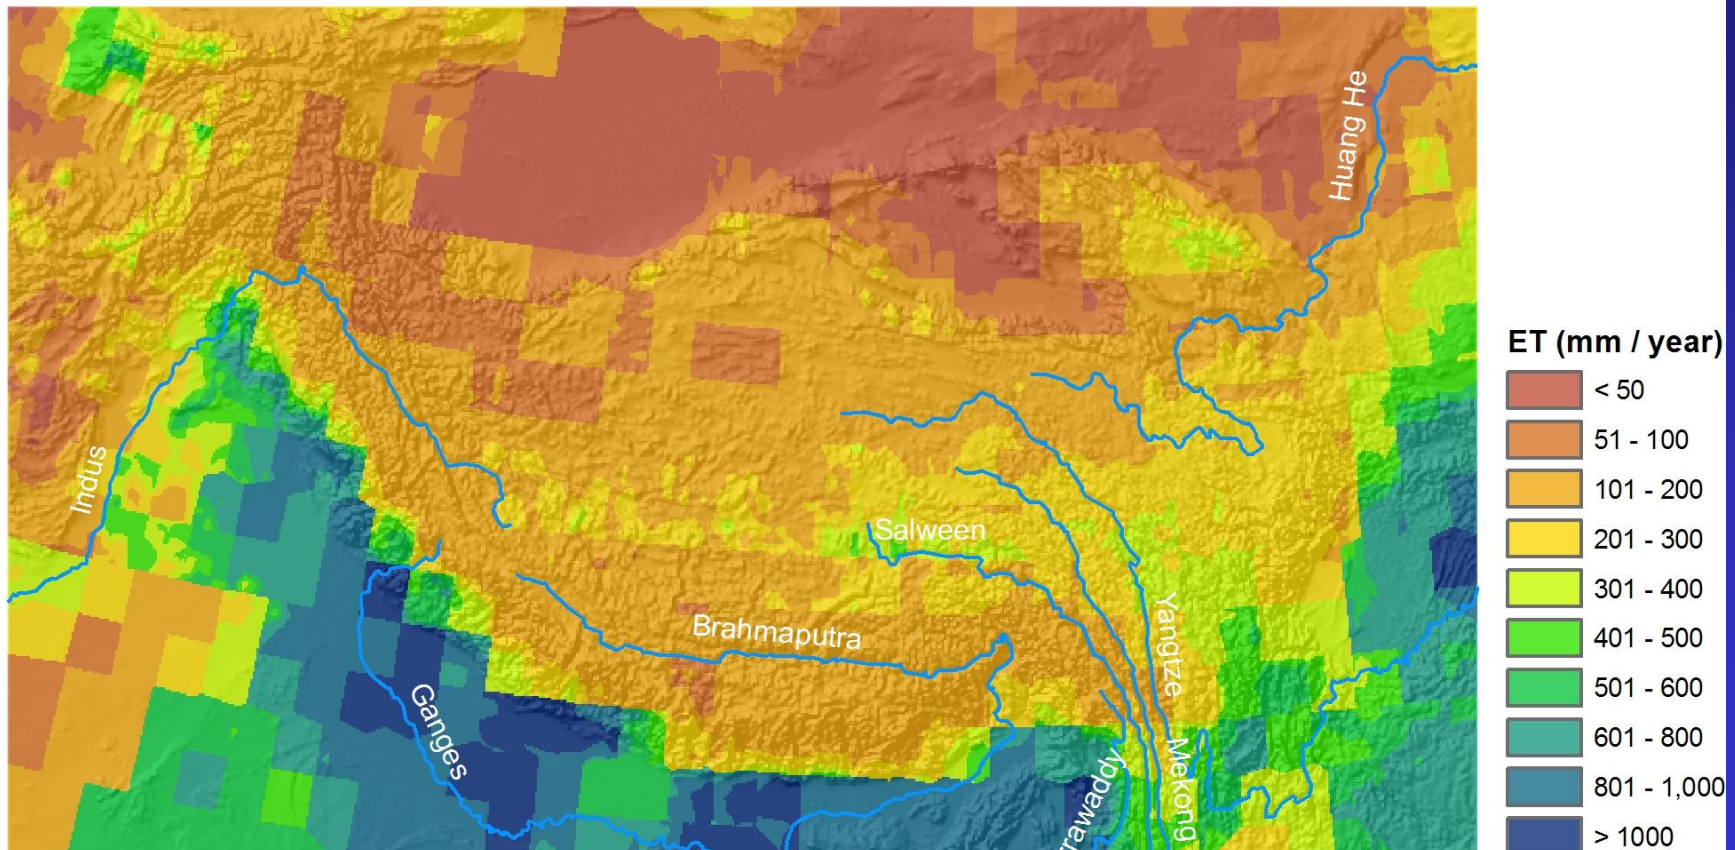 Huang He
Indus
Salween
Brahmaputra
Yangtze
Ganges
Mekong
rrawaddy
ET (mm / year)
< 50
51 - 100
101 - 200
201 - 300
301 - 400
401 - 500
501 - 600
601 - 800
801 - 1,000
> 1000